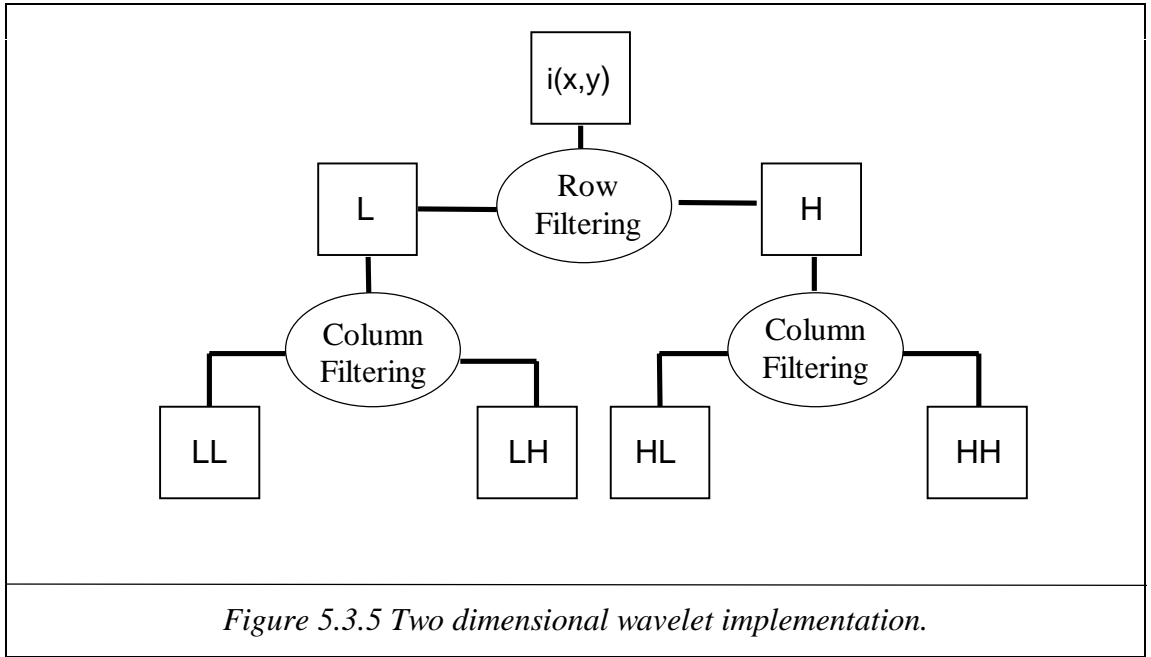 i(x,y)
Row
Filtering
L
H
Column
Filtering
Column
Filtering
LL
LH
HL
HH
Figure 5.3.5 Two dimensional wavelet implementation.